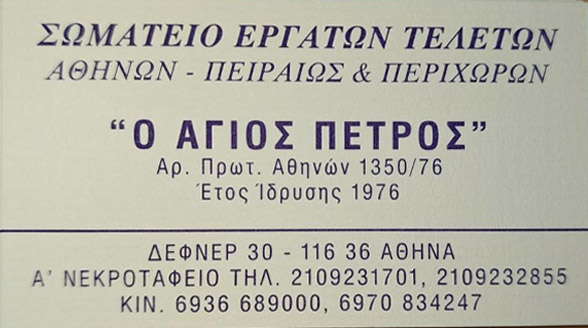 ΣΩΜΑΤΕΙΟ ΕΡΓΑΤΩΝ ΤΕΛΕΤΩΝ
ΑΘΗΝΩΝ - ΠΕΙΡΑΙΩΣ & ΠΕΡΙΧΩΡΩΝ
“Ο ΑΓΙΟΣ ΠΕΤΡΟΣ”
Αρ. Πρωτ. Αθηνών 1350/76
Έτος Ίδρυσης 1976
ΔΕΦΝΕΡ 30 - 116 36 ΑΘΗΝΑ
Α' ΝΕΚΡΟΤΑΦΕΙΟ ΤΗΛ. 2109231701, 2109232855
ΚΙΝ. 6936 689000, 6970 834247